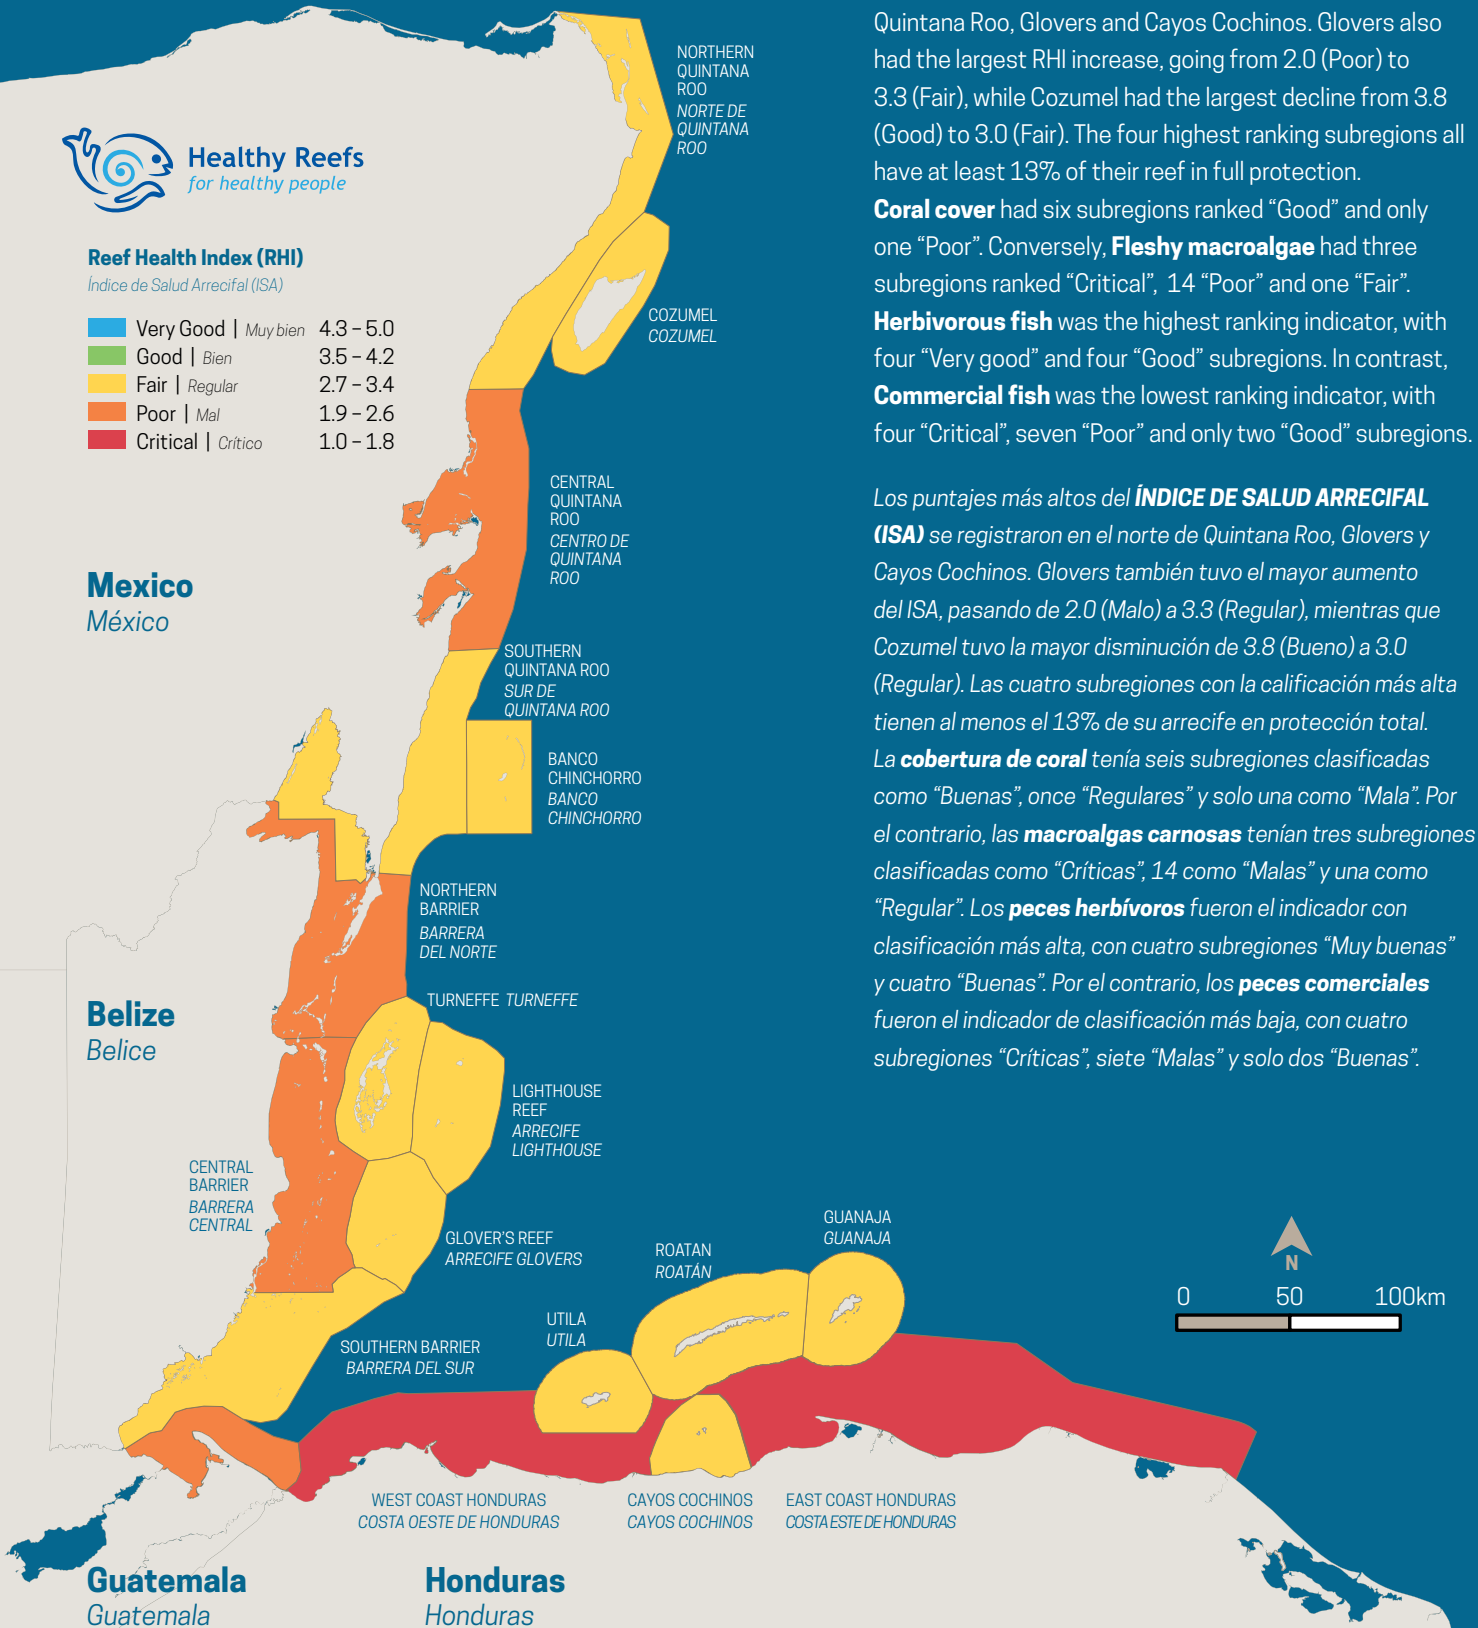 Quintana Roo, Glovers and Cayos Cochinos. Glovers also
had the largest RHI increase, going from 2.0 (Poor) to
3.3 (Fair), while Cozumel had the largest decline from 3.8
(Good) to 3.0 (Fair). The four highest ranking subregions all
have at least 13% of their reef in full protection.
Coral cover had six subregions ranked “Good” and only
one “Poor”. Conversely, Fleshy macroalgae had three
subregions ranked “Critical”, 14 “Poor” and one “Fair”.
Herbivorous fish was the highest ranking indicator, with
four “Very good” and four “Good” subregions. In contrast,
Commercial fish was the lowest ranking indicator, with
four “Critical”, seven “Poor” and only two “Good” subregions.
Los puntajes más altos del ÍNDICE DE SALUD ARRECIFAL
(ISA) se registraron en el norte de Quintana Roo, Glovers y
Cayos Cochinos. Glovers también tuvo el mayor aumento
del ISA, pasando de 2.0 (Malo) a 3.3 (Regular), mientras que
Cozumel tuvo la mayor disminución de 3.8 (Bueno) a 3.0
(Regular). Las cuatro subregiones con la calificación más alta
tienen al menos el 13% de su arrecife en protección total.
La cobertura de coral tenía seis subregiones clasificadas
como “Buenas”, once “Regulares” y solo una como “Mala”. Por
el contrario, las macroalgas carnosas tenían tres subregiones
clasificadas como “Críticas”, 14 como “Malas” y una como
“Regular”. Los peces herbívoros fueron el indicador con
clasificación más alta, con cuatro subregiones “Muy buenas”
y cuatro “Buenas”. Por el contrario, los peces comerciales
fueron el indicador de clasificación más baja, con cuatro
subregiones “Críticas”, siete “Malas” y solo dos “Buenas”.
Healthy Reefs
for healthy people
Reef Health Index (RHI)
Índice de Salud Arrecifal (ISA)
Very Good | Muy bien 4.3 – 5.0
Good | Bien 3.5 – 4.2
Fair | Regular 2.7 – 3.4
Poor | Mal 1.9 – 2.6
Critical | Crítico 1.0 – 1.8
NORTHERN
QUINTANA
ROO
NORTE DE
QUINTANA
ROO
COZUMEL
COZUMEL
CENTRAL
QUINTANA
ROO
CENTRO DE
QUINTANA
ROO
Mexico
México
SOUTHERN
QUINTANA ROO
SUR DE
QUINTANA ROO
BANCO
CHINCHORRO
BANCO
CHINCHORRO
NORTHERN
BARRIER
BARRERA
DEL NORTE
TURNEFFE TURNEFFE
Belize
Belice
LIGHTHOUSE
REEF
ARRECIFE
LIGHTHOUSE
CENTRAL
BARRIER
BARRERA
CENTRAL
GLOVER'S REEF
ARRECIFE GLOVERS
GUANAJA
GUANAJA
ROATAN
ROATÁN
UTILA
UTILA
SOUTHERN BARRIER
BARRERA DEL SUR
N
0 50 100km
WEST COAST HONDURAS
COSTA OESTE DE HONDURAS
CAYOS COCHINOS
CAYOS COCHINOS
EAST COAST HONDURAS
COSTA ESTE DE HONDURAS
Guatemala
Guatemala
Honduras
Honduras